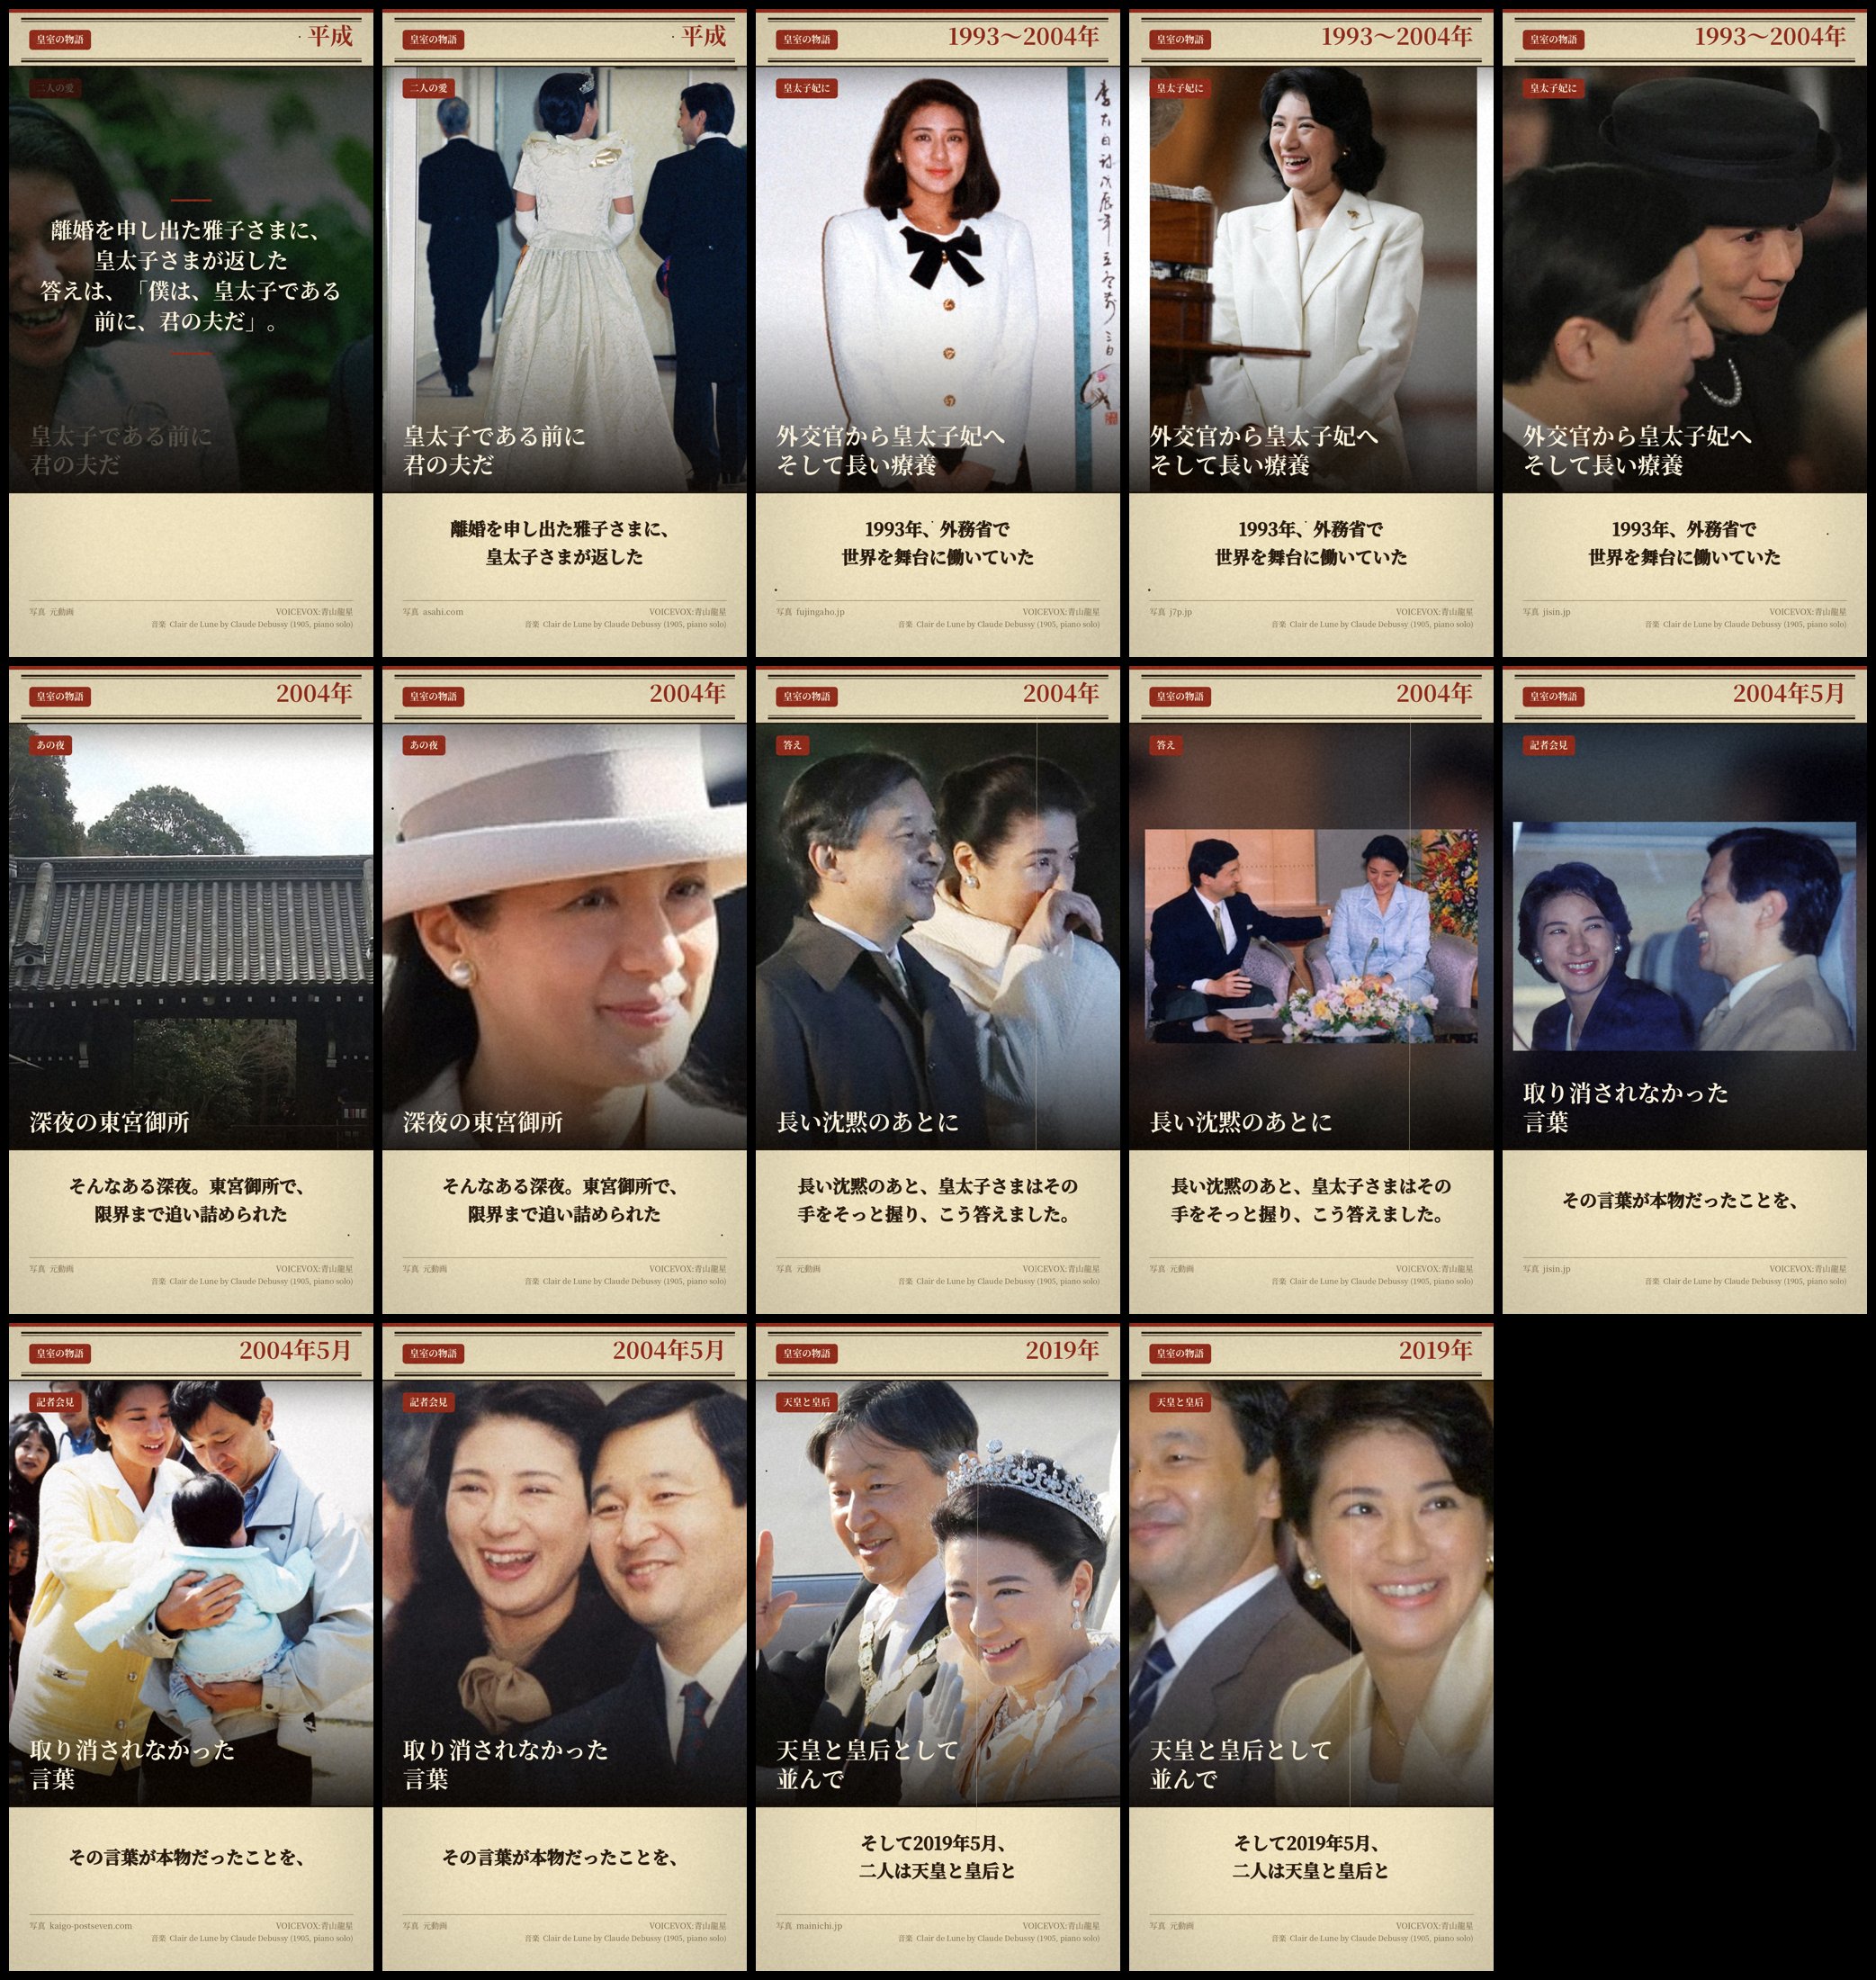 皇室の物語
平成
二人の愛
離婚を申し出た雅子さまに、
皇太子さまが返した
答えは、「僕は、皇太子である
前に、君の夫だ」。
皇太子である前に
君の夫だ
写真 元動画
VOICEVOX:青山龍星
音楽 Clair de Lune by Claude Debussy (1905, piano solo)
皇室の物語
平成
二人の愛
皇太子である前に
君の夫だ
離婚を申し出た雅子さまに、
皇太子さまが返した
写真 asahi.com
VOICEVOX:青山龍星
音楽 Clair de Lune by Claude Debussy (1905, piano solo)
皇室の物語
1993〜2004年
皇太子妃に
外交官から皇太子妃へ
そして長い療養
1993年、外務省で
世界を舞台に働いていた
写真 fujingaho.jp
VOICEVOX:青山龍星
音楽 Clair de Lune by Claude Debussy (1905, piano solo)
皇室の物語
1993〜2004年
皇太子妃に
外交官から皇太子妃へ
そして長い療養
1993年、外務省で
世界を舞台に働いていた
写真 j7p.jp
VOICEVOX:青山龍星
音楽 Clair de Lune by Claude Debussy (1905, piano solo)
皇室の物語
1993〜2004年
皇太子妃に
外交官から皇太子妃へ
そして長い療養
1993年、外務省で
世界を舞台に働いていた
写真 jisin.jp
VOICEVOX:青山龍星
音楽 Clair de Lune by Claude Debussy (1905, piano solo)
皇室の物語
2004年
あの夜
深夜の東宮御所
そんなある深夜。東宮御所で、
限界まで追い詰められた
写真 元動画
VOICEVOX:青山龍星
音楽 Clair de Lune by Claude Debussy (1905, piano solo)
皇室の物語
2004年
あの夜
深夜の東宮御所
そんなある深夜。東宮御所で、
限界まで追い詰められた
写真 元動画
VOICEVOX:青山龍星
音楽 Clair de Lune by Claude Debussy (1905, piano solo)
皇室の物語
2004年
答え
長い沈黙のあとに
長い沈黙のあと、皇太子さまはその
手をそっと握り、こう答えました。
写真 元動画
VOICEVOX:青山龍星
音楽 Clair de Lune by Claude Debussy (1905, piano solo)
皇室の物語
2004年
答え
長い沈黙のあとに
長い沈黙のあと、皇太子さまはその
手をそっと握り、こう答えました。
写真 元動画
VOICEVOX:青山龍星
音楽 Clair de Lune by Claude Debussy (1905, piano solo)
皇室の物語
2004年5月
記者会見
取り消されなかった
言葉
その言葉が本物だったことを、
写真 jisin.jp
VOICEVOX:青山龍星
音楽 Clair de Lune by Claude Debussy (1905, piano solo)
皇室の物語
2004年5月
記者会見
取り消されなかった
言葉
その言葉が本物だったことを、
写真 kaigo-postseven.com
VOICEVOX:青山龍星
音楽 Clair de Lune by Claude Debussy (1905, piano solo)
皇室の物語
2004年5月
記者会見
取り消されなかった
言葉
その言葉が本物だったことを、
写真 元動画
VOICEVOX:青山龍星
音楽 Clair de Lune by Claude Debussy (1905, piano solo)
皇室の物語
2019年
天皇と皇后
天皇と皇后として
並んで
そして2019年5月、
二人は天皇と皇后と
写真 mainichi.jp
VOICEVOX:青山龍星
音楽 Clair de Lune by Claude Debussy (1905, piano solo)
皇室の物語
2019年
天皇と皇后
天皇と皇后として
並んで
そして2019年5月、
二人は天皇と皇后と
写真 元動画
VOICEVOX:青山龍星
音楽 Clair de Lune by Claude Debussy (1905, piano solo)